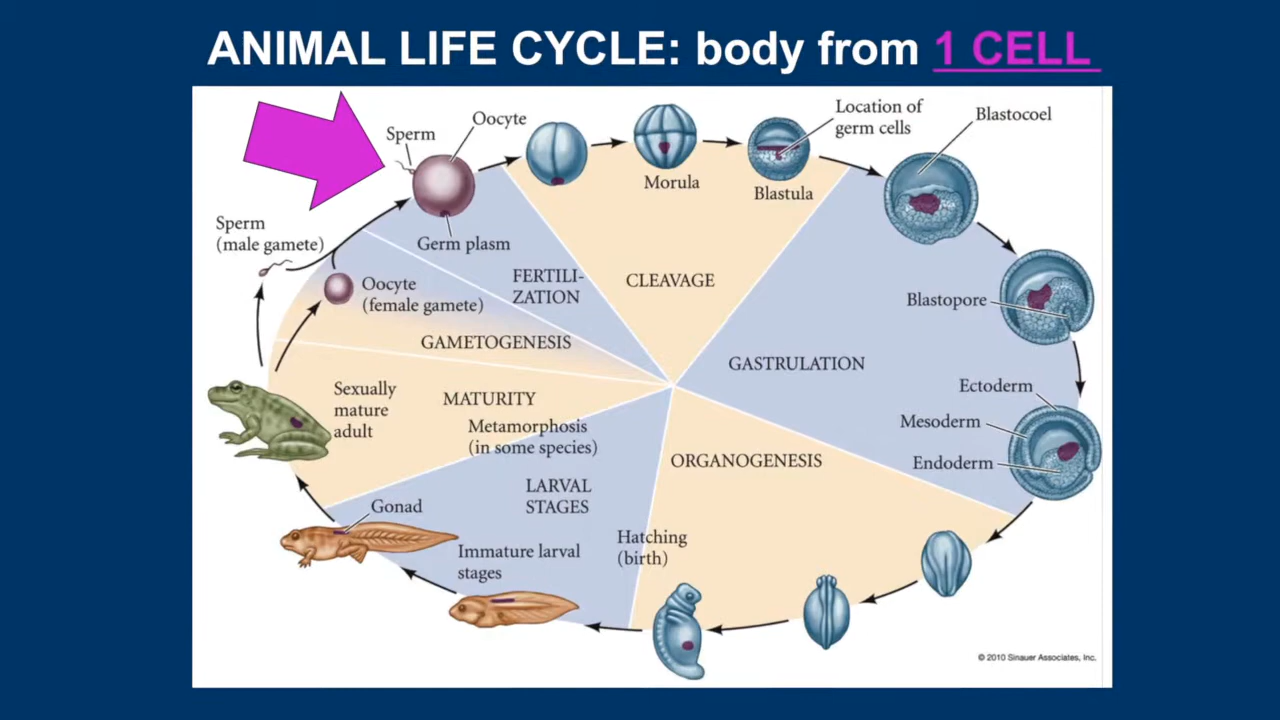 ANIMAL LIFE CYCLE: body from 1 CELL
Sperm
Oocyte
Morula
Blastula
Location of
germ cells
Blastocoel
Sperm
(male gamete)
Germ plasm
Oocyte
(female gamete)
FERTILI-
ZATION
CLEAVAGE
Blastopore
GAMETOGENESIS
GASTRULATION
Sexually
mature
adult
MATURITY
Metamorphosis
(in some species)
Ectoderm
Mesoderm
Endoderm
ORGANOGENESIS
LARVAL
STAGES
Gonad
Hatching
(birth)
Immature larval
stages
© 2010 Sinauer Associates, Inc.